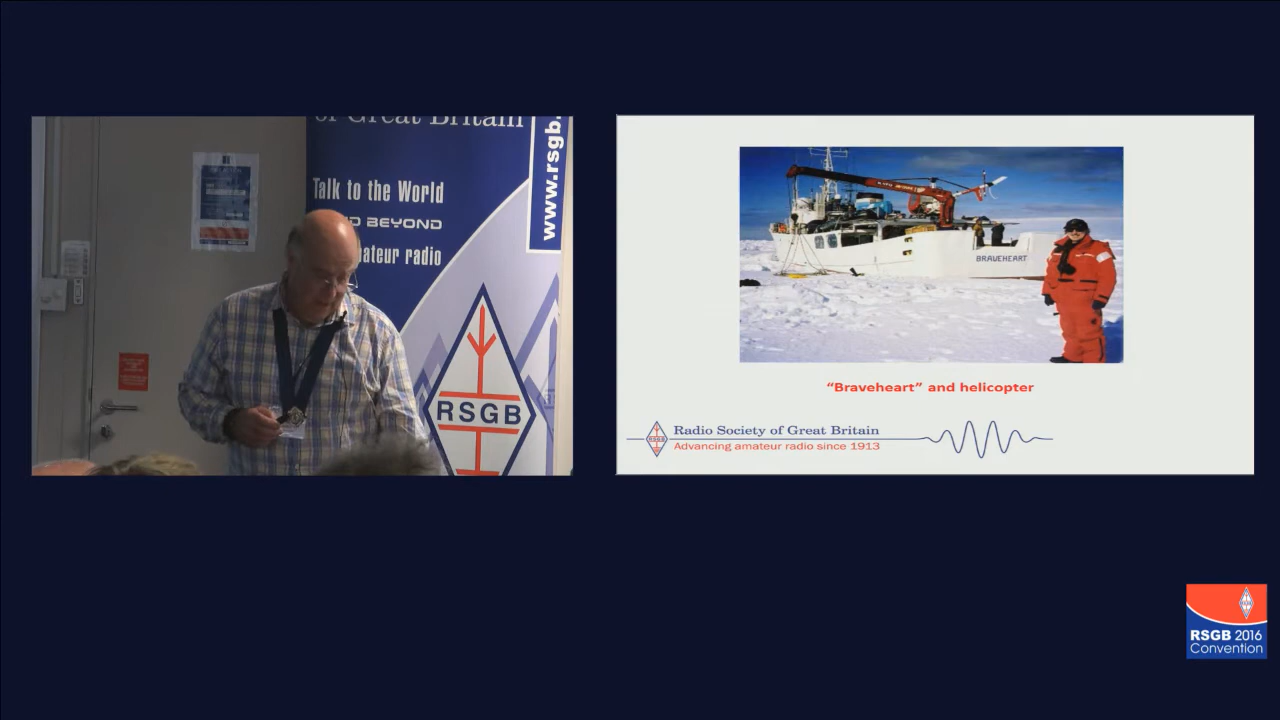 of Great Britain
www.rsgb.
Talk to the World
BEYOND
ateur radio
RSGB
BRAVEHEART
“Braveheart” and helicopter
Radio Society of Great Britain
Advancing amateur radio since 1913
RSGB 2016
Convention